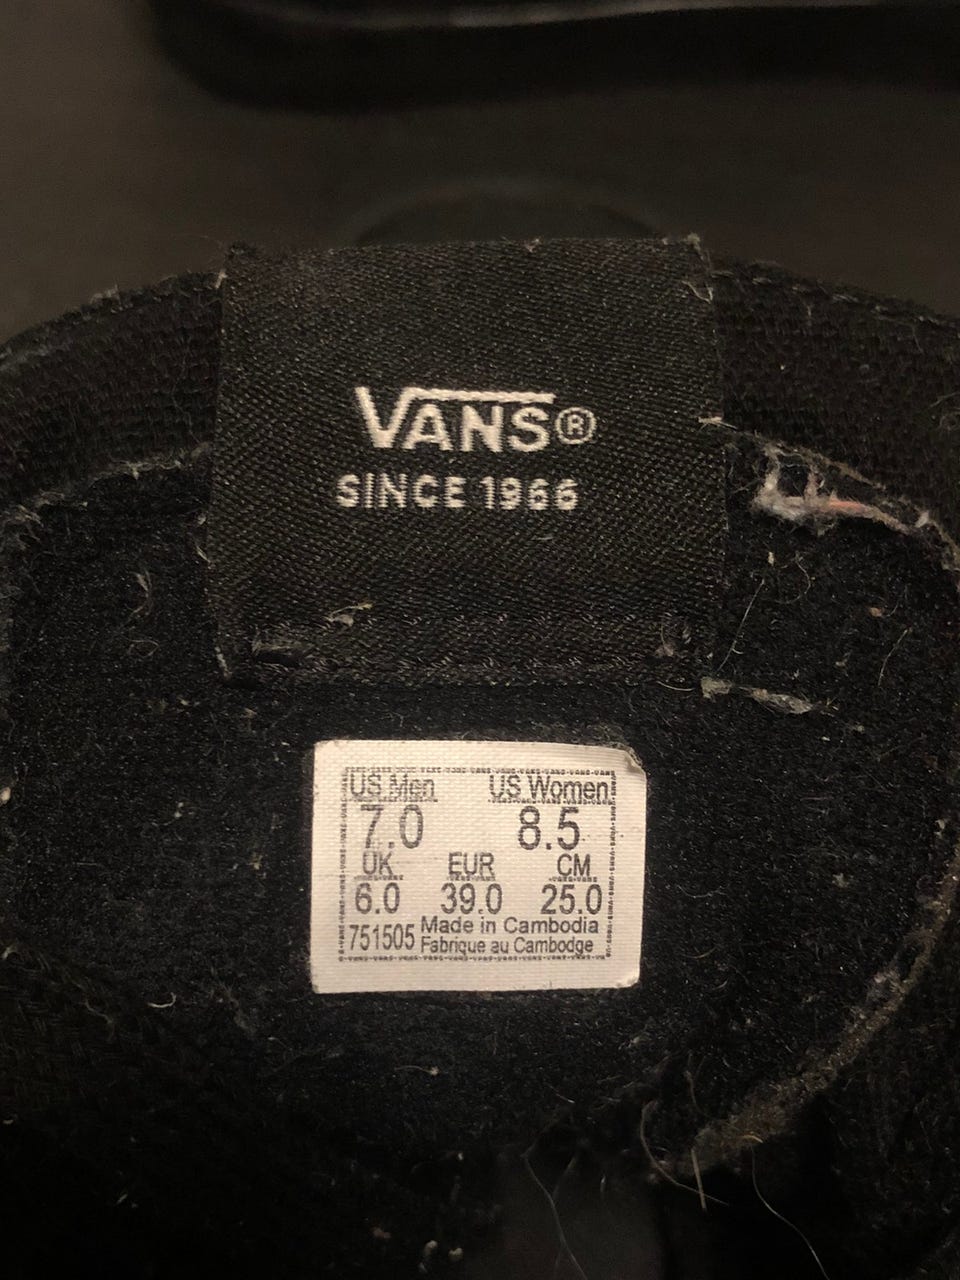 VANS®
SINCE 1966
US Men US Women
7.0 8.5
UK EUR CM
6.0 39.0 25.0
751505 Made in Cambodia
Fabrique au Cambodge